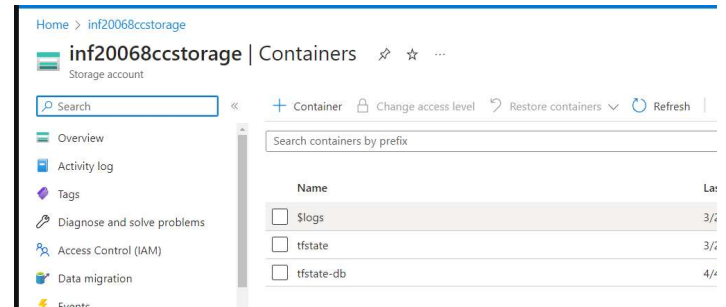 Home > inf20068ccstorage
inf20068ccstorage | Containers
Storage account
Search
Overview
Activity log
Tags
Diagnose and solve problems
Access Control (IAM)
Data migration
Events
+ Container Change access level Restore containers Refresh
Search containers by prefix
Name
$logs
tfstate
tfstate-db